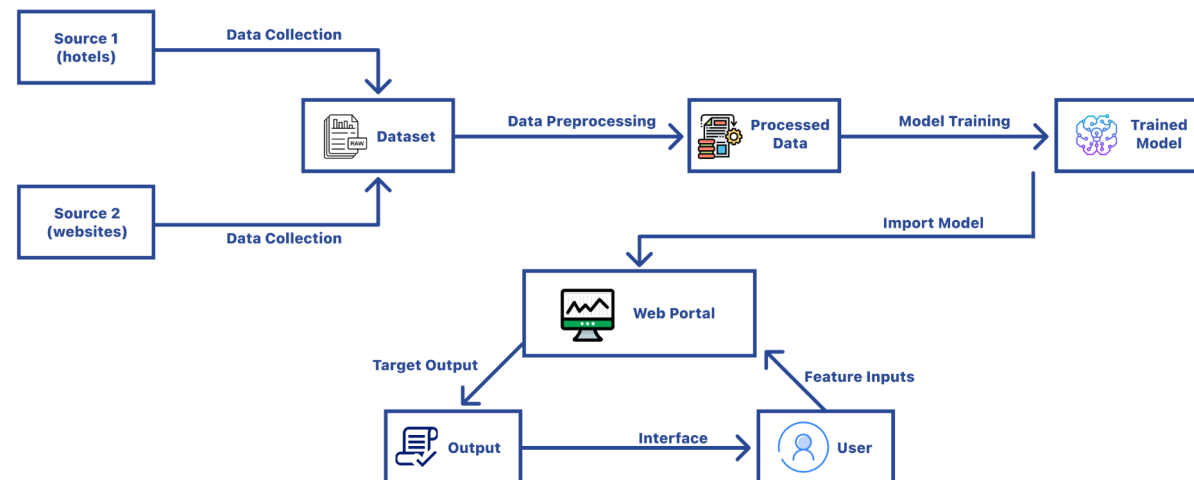 Source 1
(hotels)
Data Collection
RAW
Dataset
Data Preprocessing
Processed
Data
Model Training
Trained
Model
Source 2
(websites)
Data Collection
Import Model
Web Portal
Target Output
Feature Inputs
Output
Interface
User